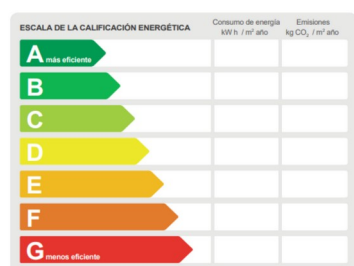 ESCALA DE LA CALIFICACIÓN ENERGÉTICA
Consumo de energía
kW h / m² año
Emisiones
kg CO₂ / m² año
A más eficiente
B
C
D
E
F
G menos eficiente